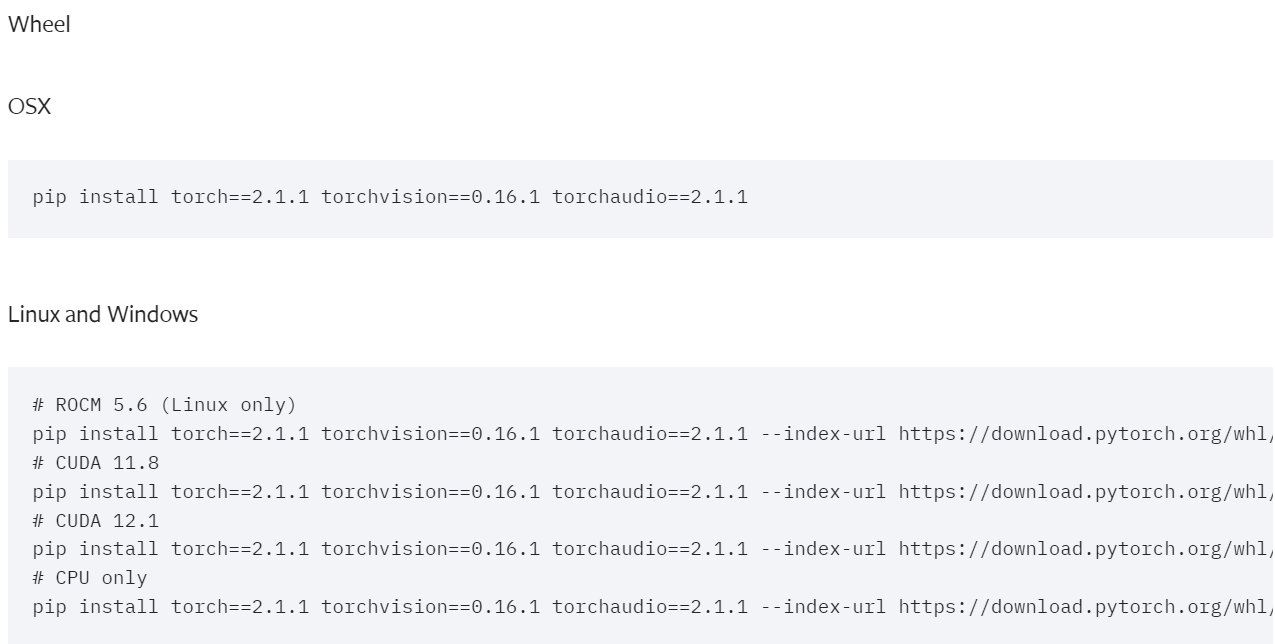 Wheel
OSX
pip install torch==2.1.1 torchvision==0.16.1 torchaudio==2.1.1
Linux and Windows
# ROCM 5.6 (Linux only)
pip install torch==2.1.1 torchvision==0.16.1 torchaudio==2.1.1 --index-url https://download.pytorch.org/whl/
# CUDA 11.8
pip install torch==2.1.1 torchvision==0.16.1 torchaudio==2.1.1 --index-url https://download.pytorch.org/whl/
# CUDA 12.1
pip install torch==2.1.1 torchvision==0.16.1 torchaudio==2.1.1 --index-url https://download.pytorch.org/whl/
# CPU only
pip install torch==2.1.1 torchvision==0.16.1 torchaudio==2.1.1 --index-url https://download.pytorch.org/whl/